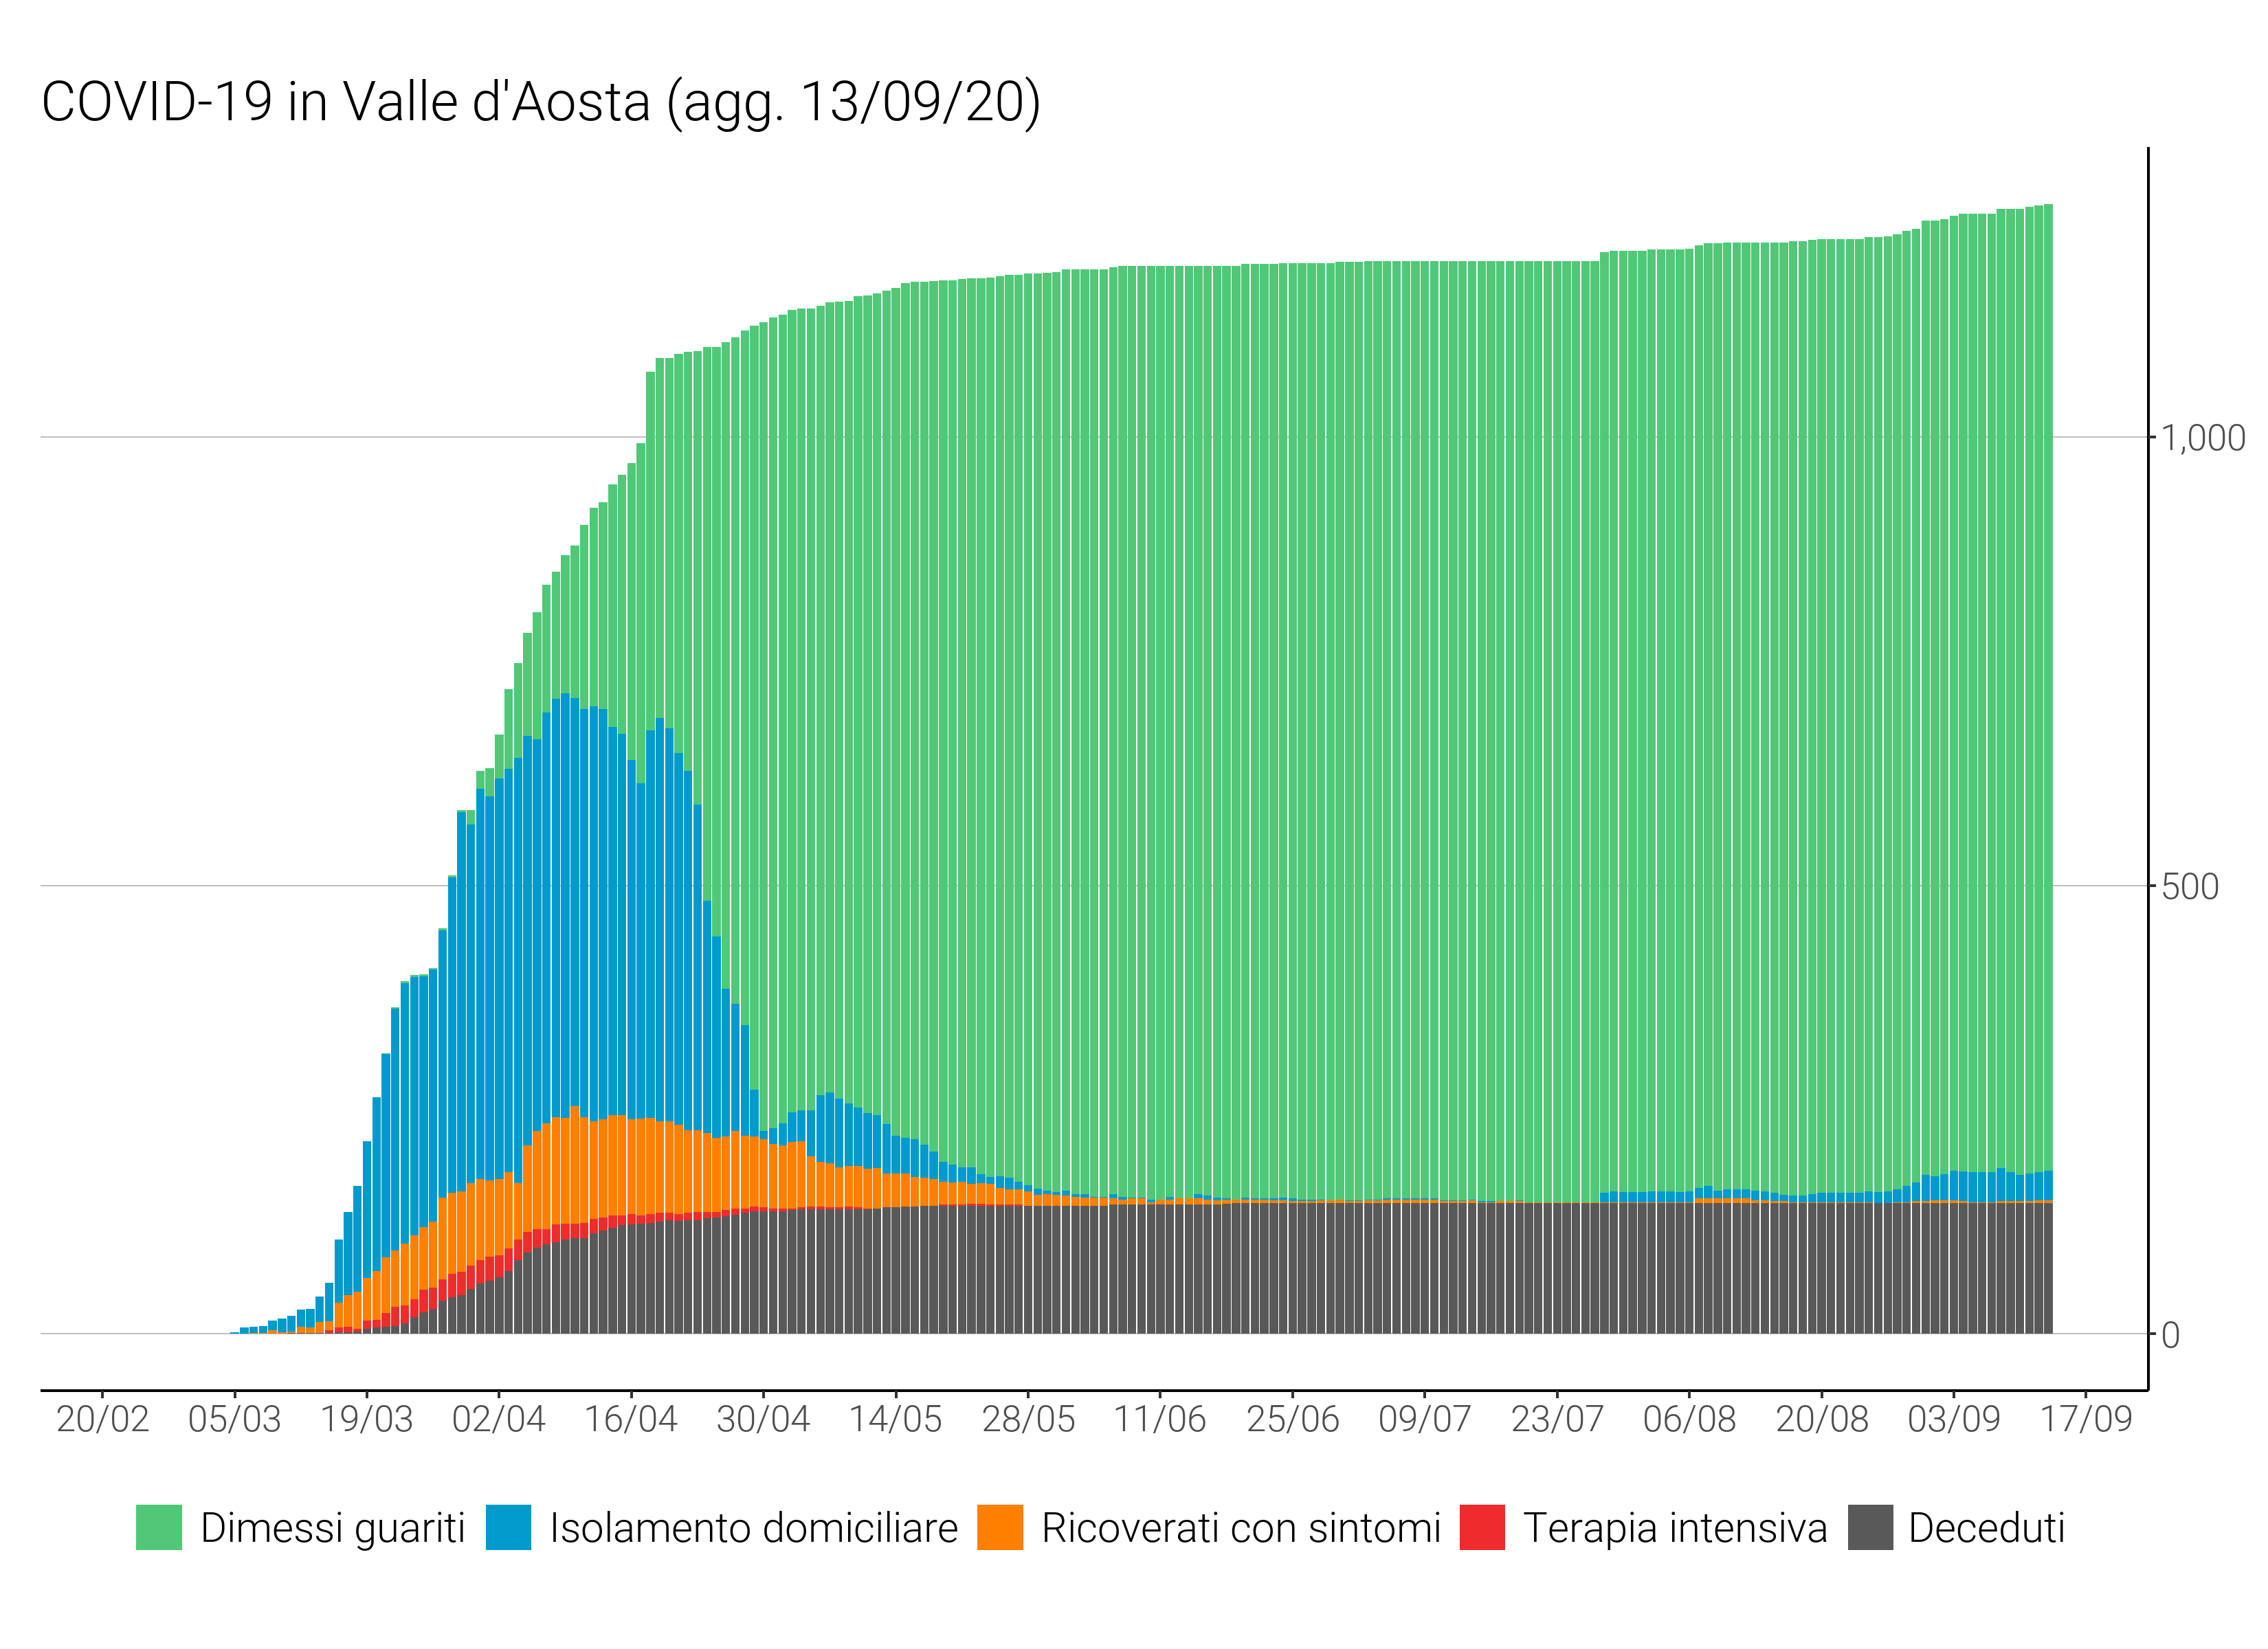 COVID-19 in Valle d'Aosta (agg. 13/09/20)
1,000
500
0
20/02 05/03 19/03 02/04 16/04 30/04 14/05 28/05 11/06 25/06 09/07 23/07 06/08 20/08 03/09 17/09
Dimessi guariti Isolamento domiciliare Ricoverati con sintomi Terapia intensiva Deceduti